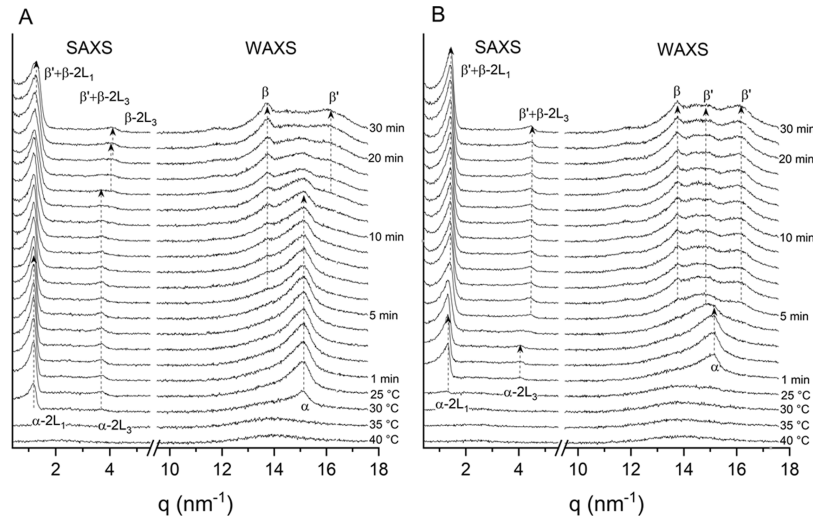 A
SAXS
WAXS
β'+β-2L₁
β'+β-2L₃
β-2L₃
β
β'
30 min
20 min
10 min
5 min
1 min
25 °C
30 °C
35 °C
40 °C
α-2L₁
α-2L₃
α
2
4
10
12
14
16
18
q (nm⁻¹)
B
SAXS
WAXS
β'+β-2L₁
β'+β-2L₃
β
β'
β'
30 min
20 min
10 min
5 min
1 min
25 °C
30 °C
35 °C
40 °C
α-2L₁
α-2L₃
α
2
4
10
12
14
16
18
q (nm⁻¹)